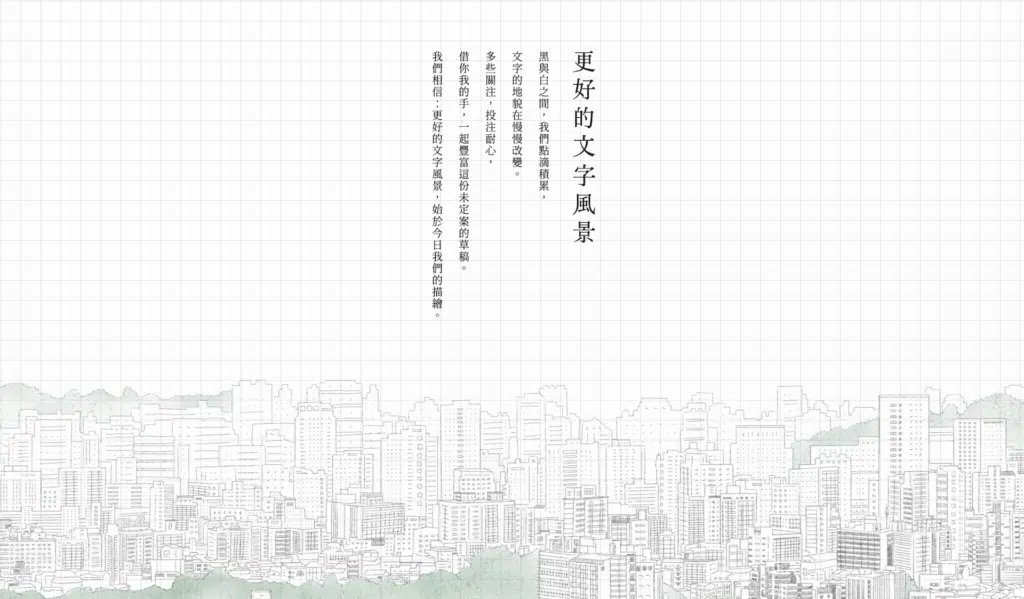 更好的文字風景
黑與白之間，我們點滴積累，
文字的地貌在慢慢改變。
多些關注，投注耐心，
借你我的手，一起豐富這份未定案的草稿。
我們相信：更好的文字風景，始於今日我們的描繪。